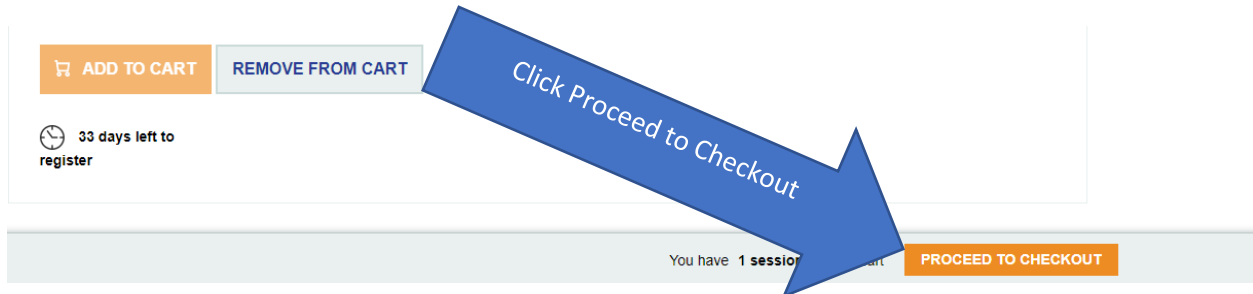 ADD TO CART
REMOVE FROM CART
Click Proceed to Checkout
33 days left to
register
You have 1 session
PROCEED TO CHECKOUT